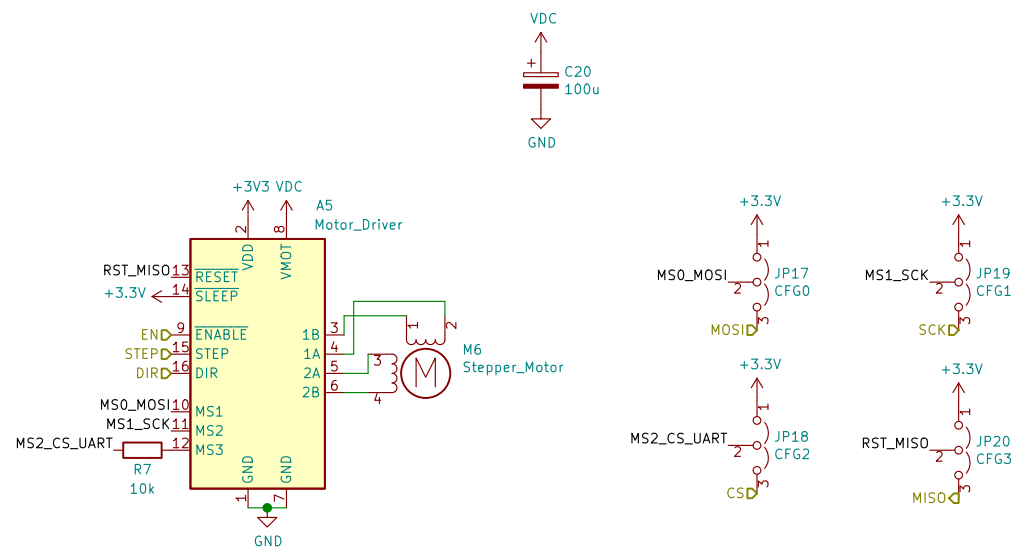 VDC
+
C20
100u
GND
+3V3 VDC
A5
Motor_Driver
2
8
VDD
VMOT
RST_MISO
13
RESET
+3.3V
14
SLEEP
EN
9
ENABLE
STEP
15
STEP
DIR
16
DIR
MS0_MOSI
10
MS1
MS1_SCK
11
MS2
MS2_CS_UART
12
MS3
R7
10k
1B
3
1A
4
2A
5
2B
6
1
2
3
4
M
M6
Stepper_Motor
GND
GND
1
7
GND
+3.3V
1
MS0_MOSI
2
JP17
CFG0
3
MOSI
+3.3V
1
MS1_SCK
2
JP19
CFG1
3
SCK
+3.3V
1
MS2_CS_UART
2
JP18
CFG2
3
CS
+3.3V
1
RST_MISO
2
JP20
CFG3
3
MISO